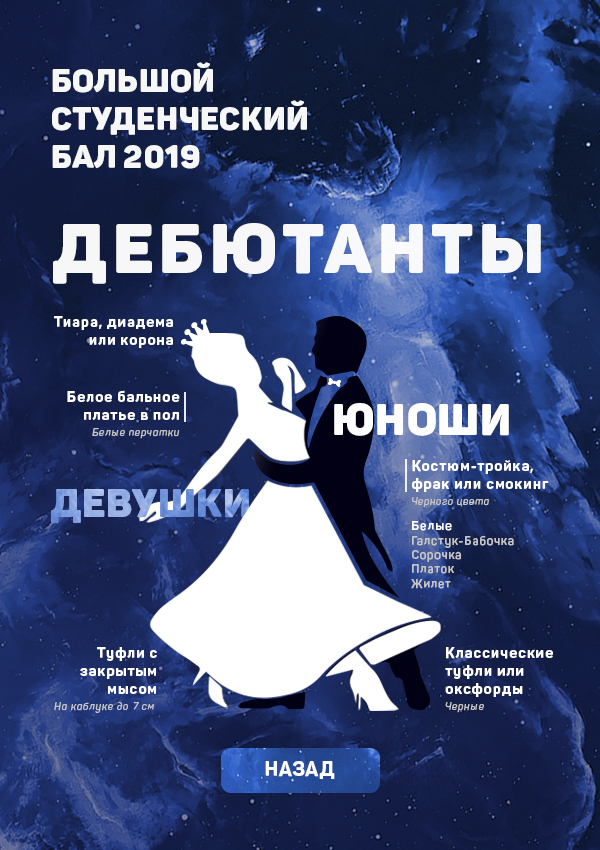 БОЛЬШОЙ
СТУДЕНЧЕСКИЙ
БАЛ 2019
ДЕБЮТАНТЫ
Тиара, диадема
или корона
Белое бальное
платье в пол
Белые перчатки
ДЕВУШКИ
Туфли с
закрытым
мысом
На каблуке до 7 см
ЮНОШИ
Костюм-тройка,
фрак или смокинг
Черного цвета
Белые
Галстук-Бабочка
Сорочка
Платок
Жилет
Классические
туфли или
оксфорды
Черные
НАЗАД